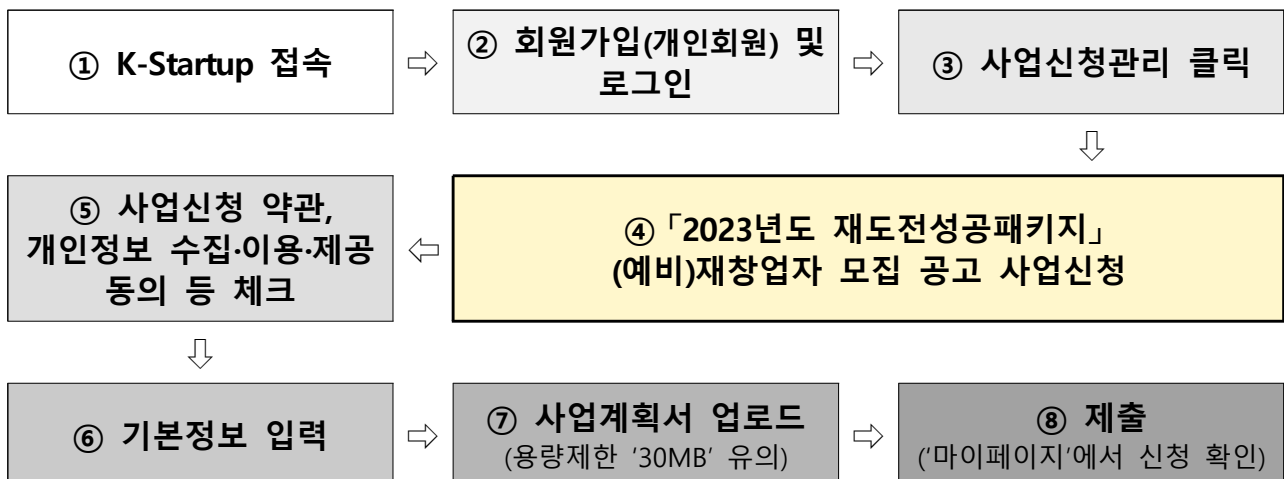 ① K-Startup 접속
② 회원가입(개인회원) 및
로그인
③ 사업신청관리 클릭
④「2023년도 재도전성공패키지」
(예비)재창업자 모집 공고 사업신청
⑤ 사업신청 약관,
개인정보 수집·이용·제공
동의 등 체크
⑥ 기본정보 입력
⑦ 사업계획서 업로드
(용량제한 '30MB' 유의)
⑧ 제출
('마이페이지'에서 신청 확인)